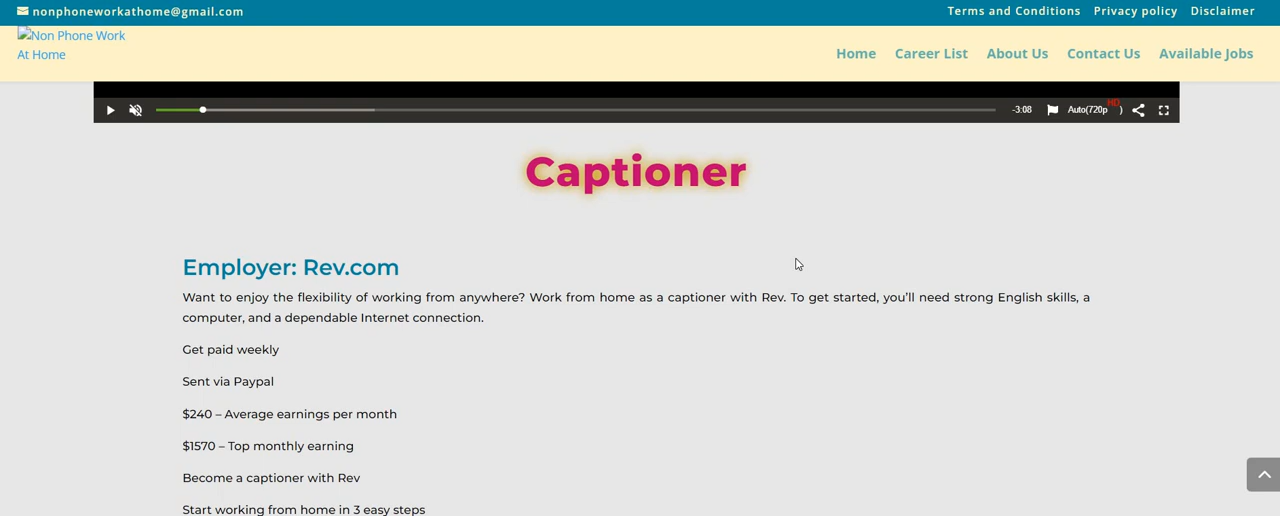 nonphoneworkathome@gmail.com
Terms and Conditions Privacy policy Disclaimer
Non Phone Work
At Home
Home Career List About Us Contact Us Available Jobs
-3:08 Auto(720pHD)
Captioner
Employer: Rev.com
Want to enjoy the flexibility of working from anywhere? Work from home as a captioner with Rev. To get started, you’ll need strong English skills, a
computer, and a dependable Internet connection.
Get paid weekly
Sent via Paypal
$240 – Average earnings per month
$1570 – Top monthly earning
Become a captioner with Rev
Start working from home in 3 easy steps